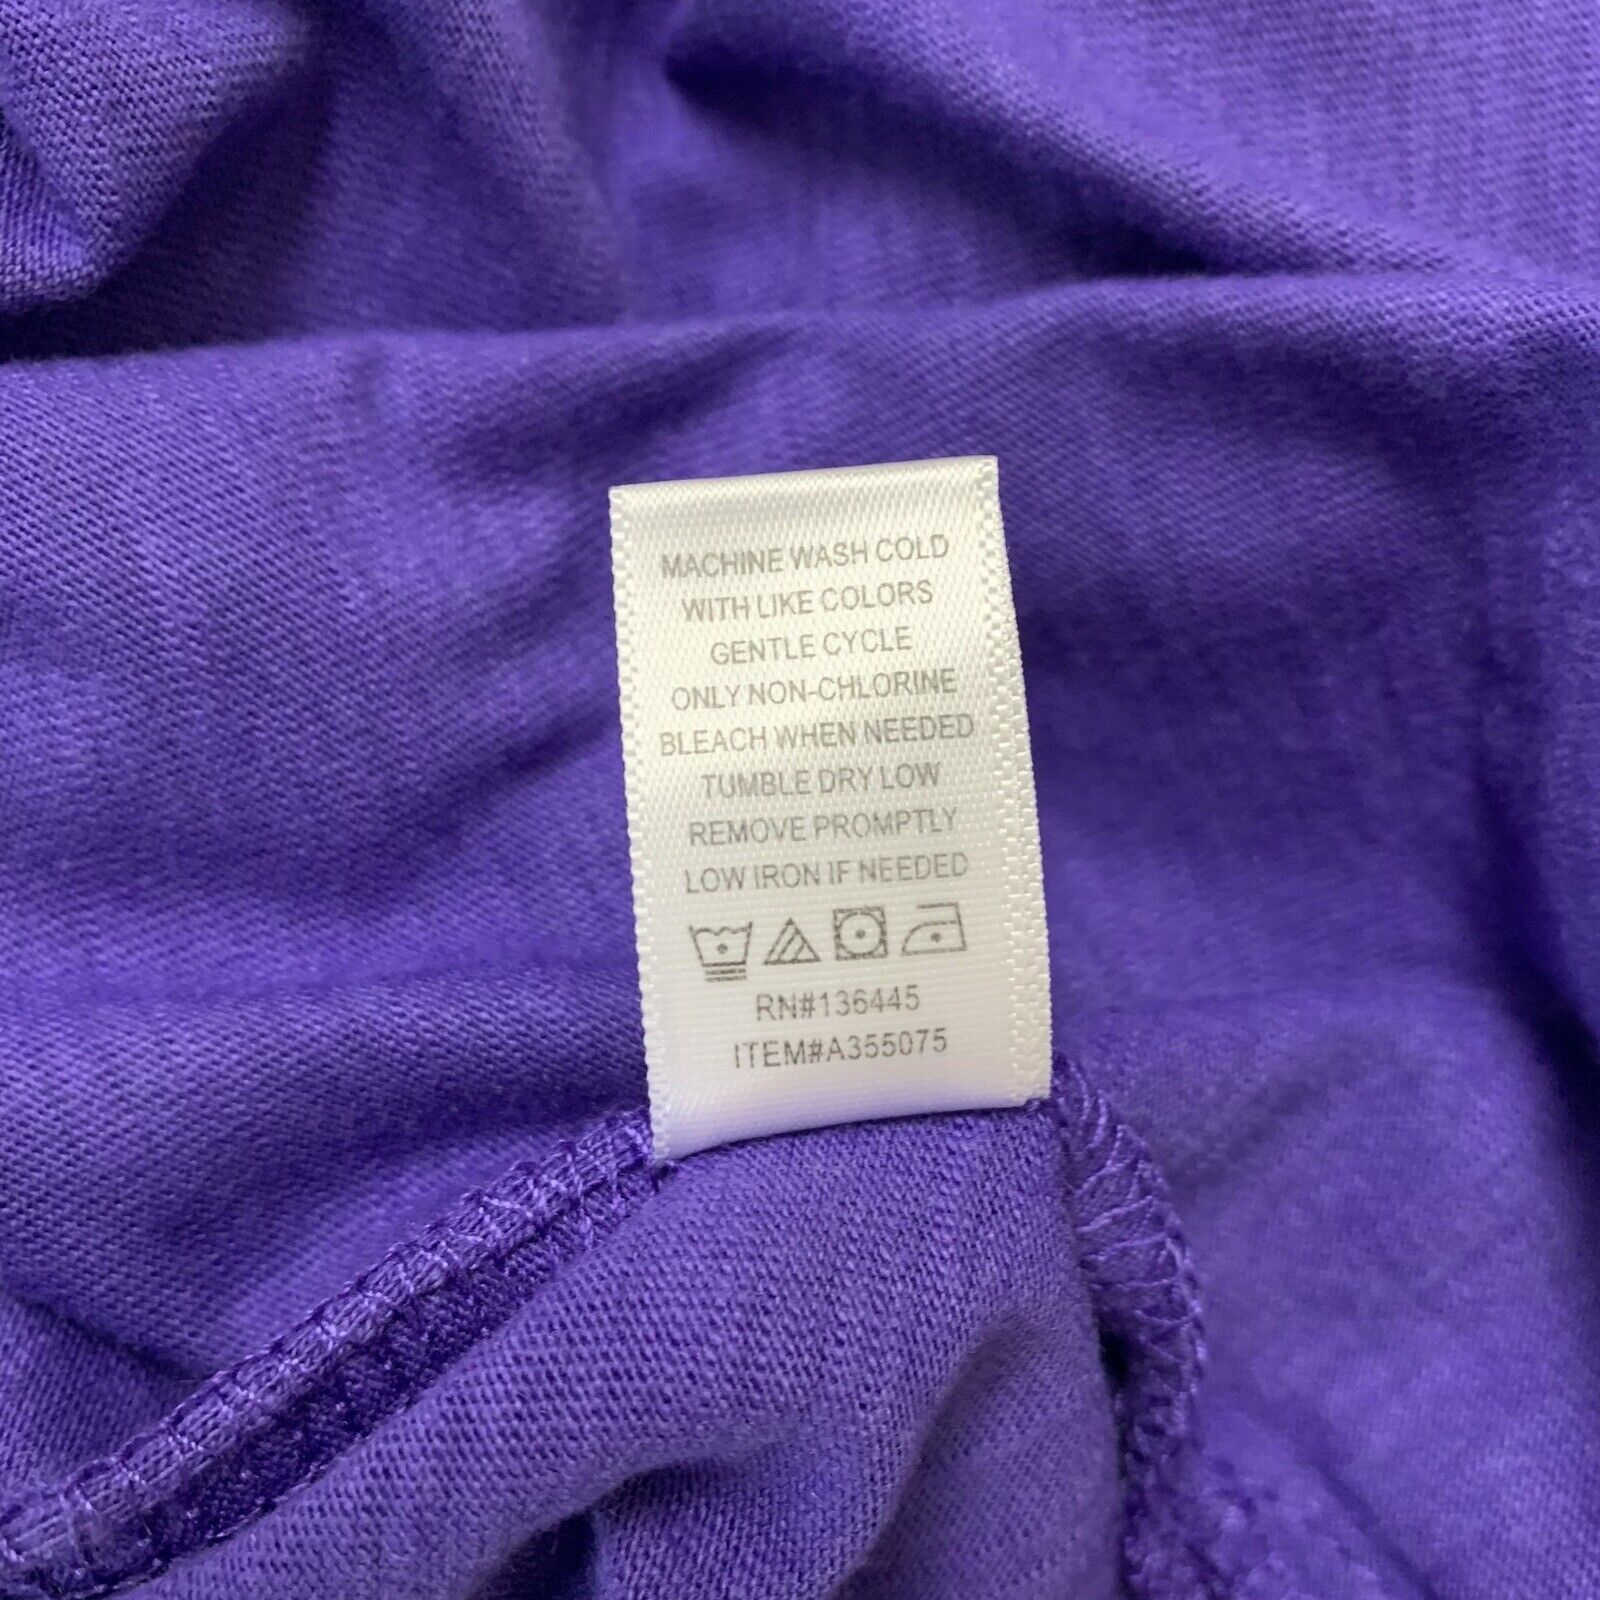 MACHINE WASH COLD
WITH LIKE COLORS
GENTLE CYCLE
ONLY NON-CHLORINE
BLEACH WHEN NEEDED
TUMBLE DRY LOW
REMOVE PROMPTLY
LOW IRON IF NEEDED
RN#136445
ITEM#A355075